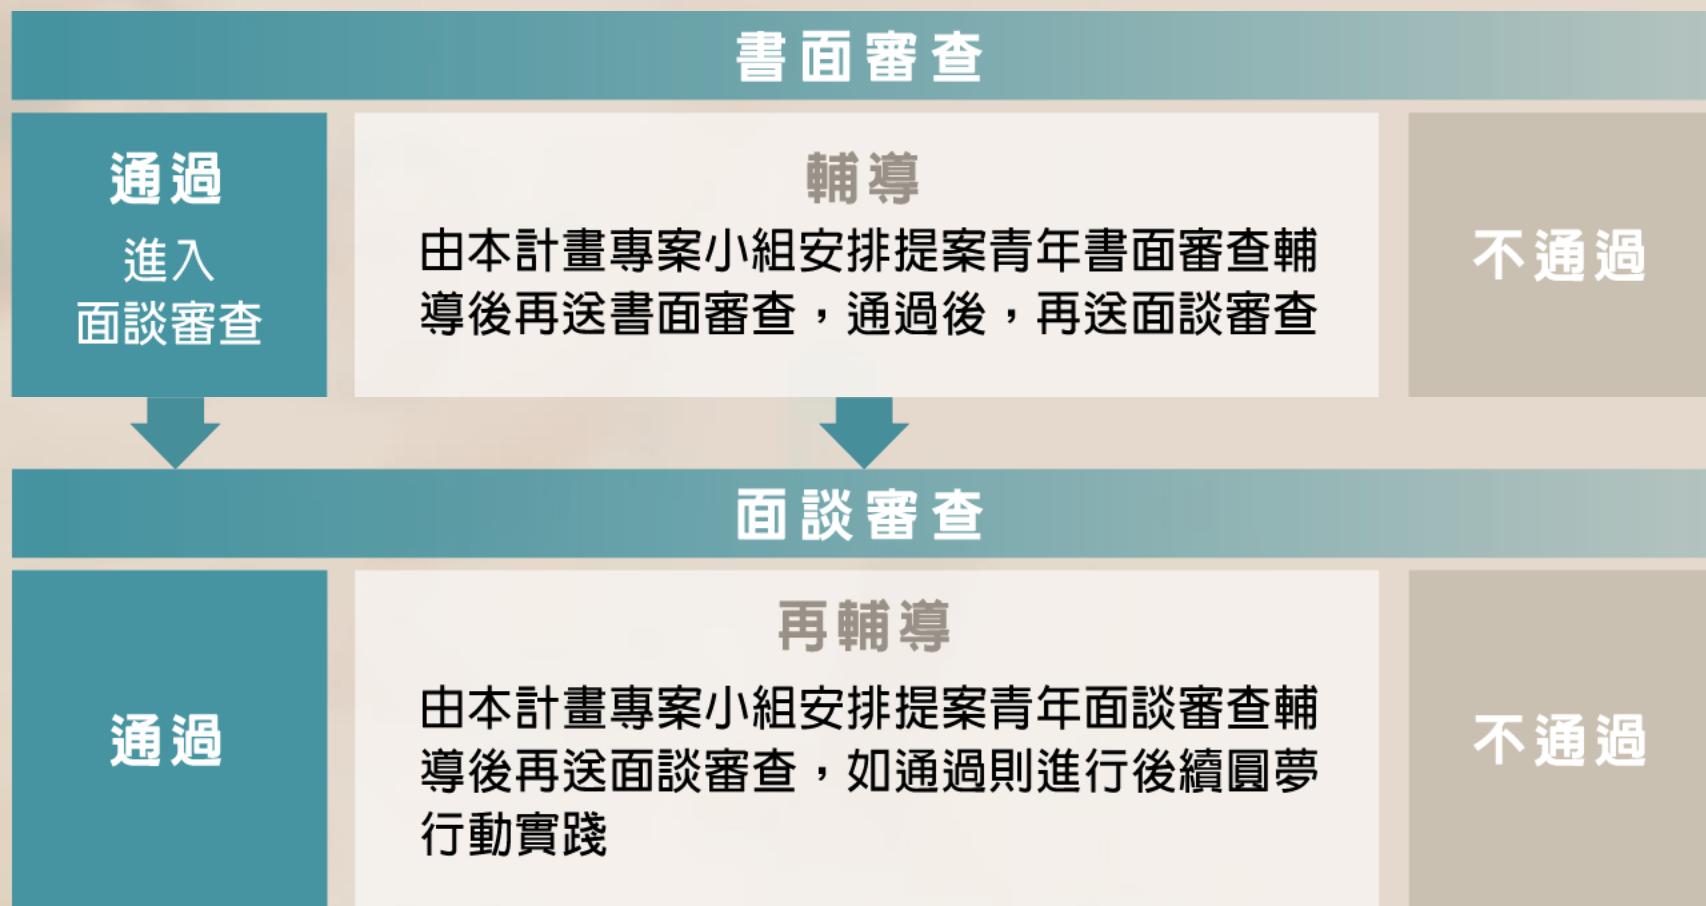 書面審查
通過
進入
面談審查
輔導
由本計畫專案小組安排提案青年書面審查輔
導後再送書面審查，通過後，再送面談審查
不通過
面談審查
通過
再輔導
由本計畫專案小組安排提案青年面談審查輔
導後再送面談審查，如通過則進行後續圓夢
行動實踐
不通過